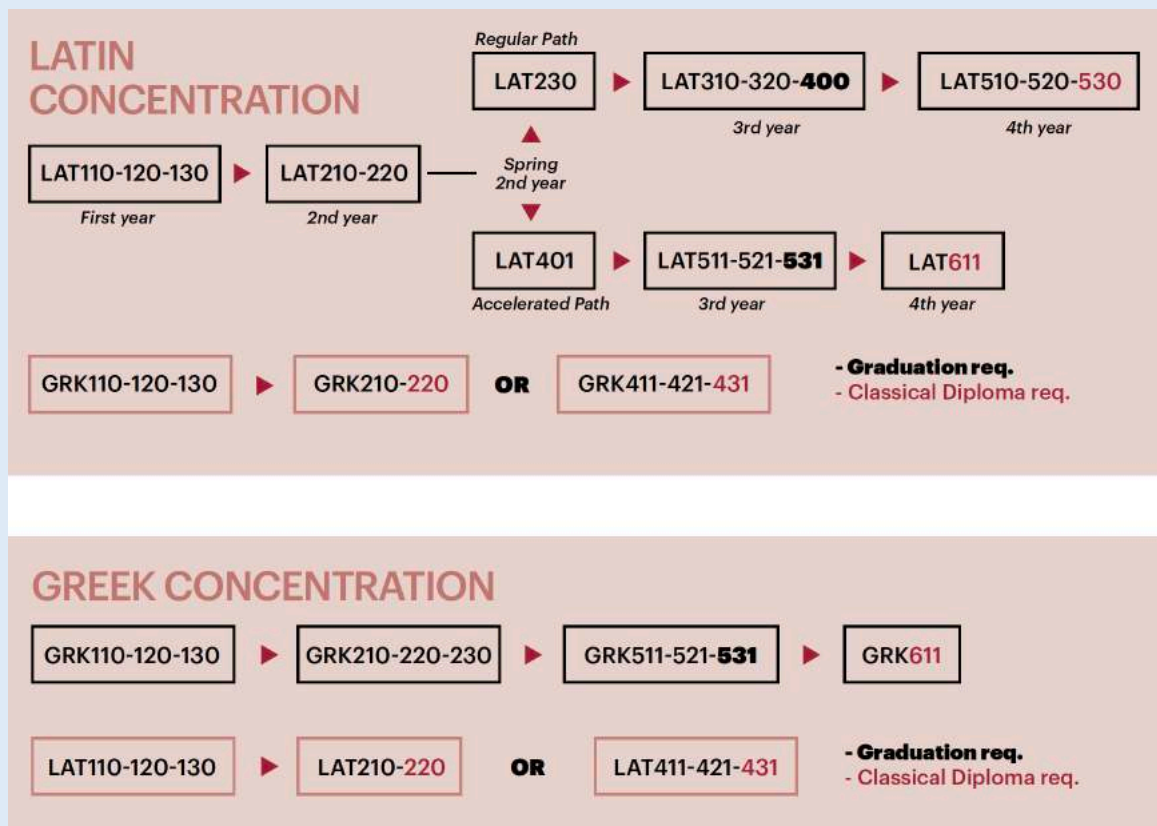 LATIN
CONCENTRATION
LAT110-120-130
First year
LAT210-220
2nd year
Spring
2nd year
Regular Path
LAT230
LAT310-320-400
3rd year
LAT510-520-530
4th year
LAT401
Accelerated Path
LAT511-521-531
3rd year
LAT611
4th year
GRK110-120-130
GRK210-220
OR
GRK411-421-431
- Graduation req.
- Classical Diploma req.
GREEK CONCENTRATION
GRK110-120-130
GRK210-220-230
GRK511-521-531
GRK611
LAT110-120-130
LAT210-220
OR
LAT411-421-431
- Graduation req.
- Classical Diploma req.